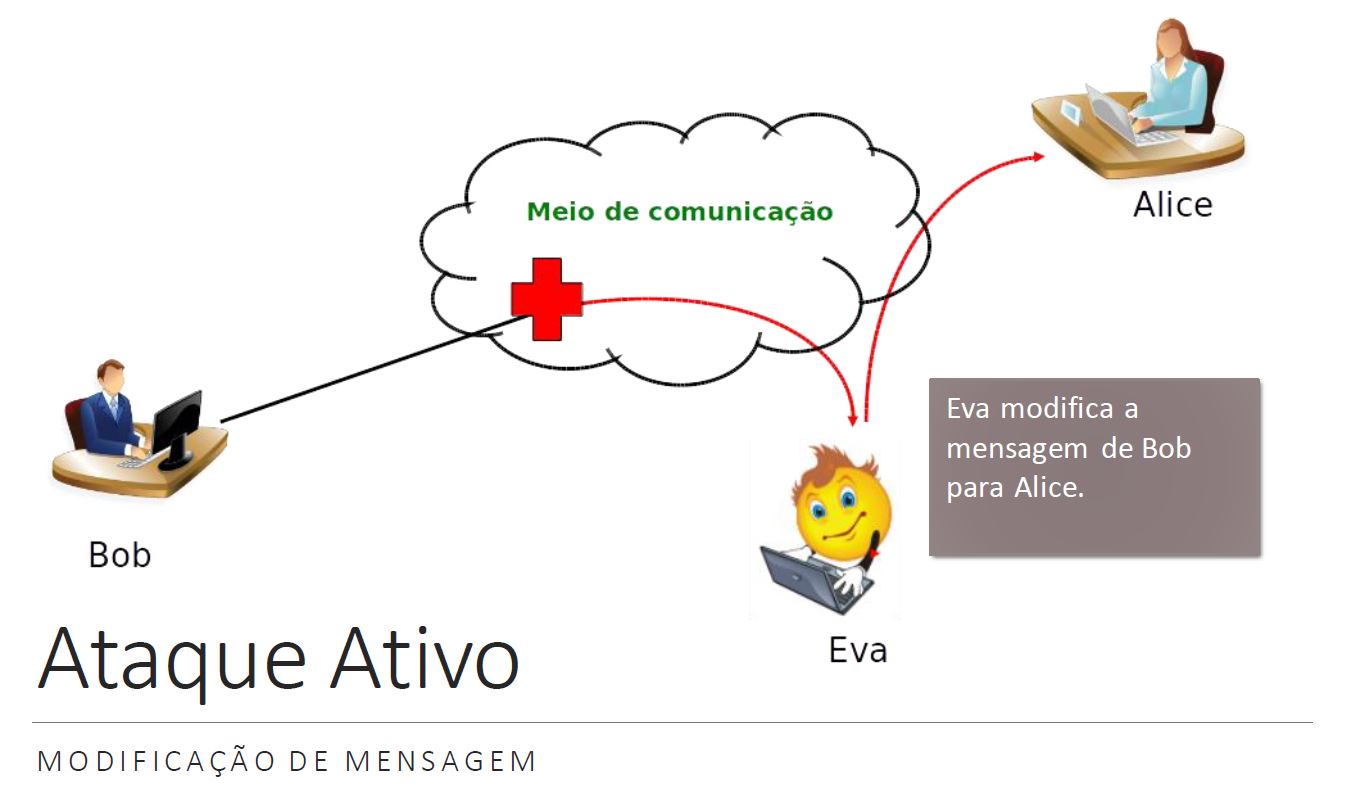 Meio de comunicação
Alice
Bob
Eva modifica a
mensagem de Bob
para Alice.
Eva
Ataque Ativo
MODIFICAÇÃO DE MENSAGEM